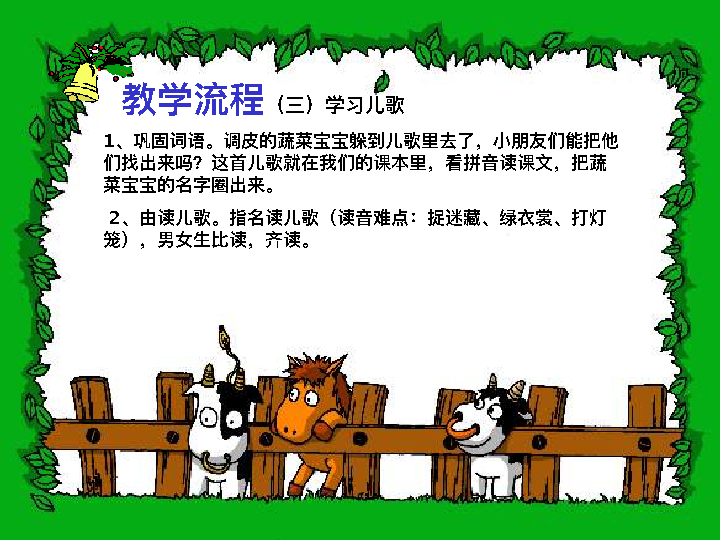 教学流程（三）学习儿歌
1、巩固词语。调皮的蔬菜宝宝躲到儿歌里去了，小朋友们能把他
们找出来吗？这首儿歌就在我们的课本里，看拼音读课文，把蔬
菜宝宝的名字圈出来。
2、由读儿歌。指名读儿歌（读音难点：捉迷藏、绿衣裳、打灯
笼），男女生比读，齐读。